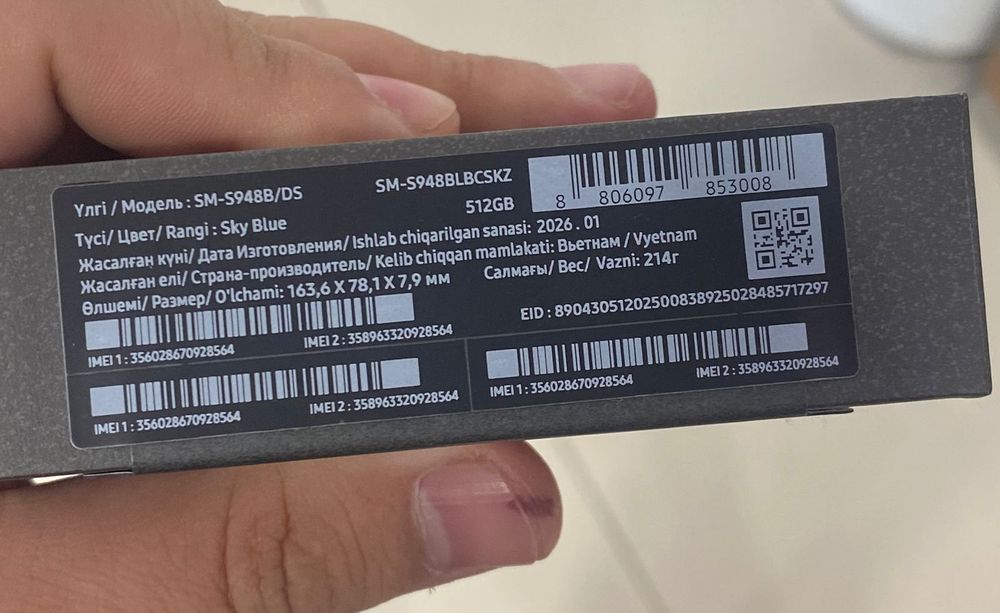 Үлгі / Модель : SM-S948B/DS
SM-S948BLBCSKZ
512GB
8 806097 853008
Түсі/ Цвет/ Rangi : Sky Blue
Жасалған күні/ Дата Изготовления/ Ishlab chiqarilgan sanasi: 2026 . 01
Жасалған елі/ Страна-производитель/ Kelib chiqqan mamlakati: Вьетнам / Vyetnam
Өлшемі/ Размер/ O'lchami: 163,6 X 78,1 X 7,9 мм
Салмағы/ Вес/ Vazni: 214г
EID : 89043051202500838925028485717297
IMEI 1 : 356028670928564
IMEI 2 : 358963320928564
IMEI 1 : 356028670928564
IMEI 2 : 358963320928564
IMEI 1 : 356028670928564
IMEI 2 : 358963320928564